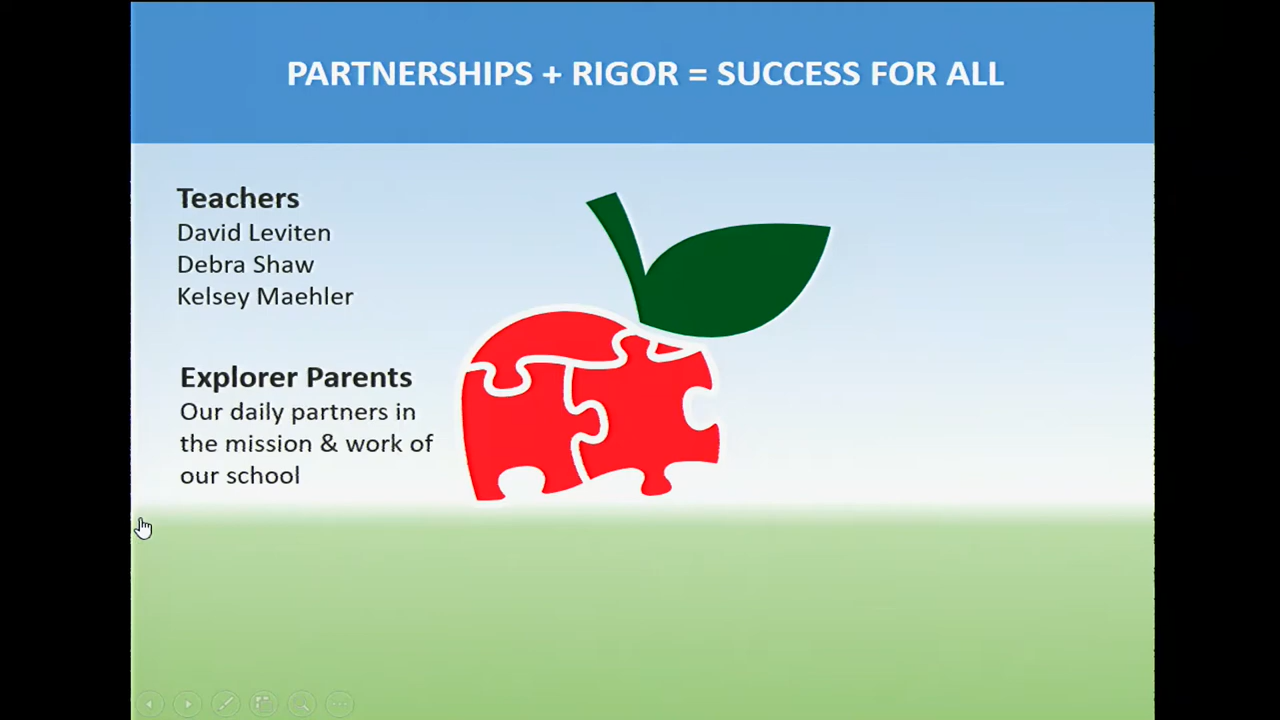 PARTNERSHIPS + RIGOR = SUCCESS FOR ALL
Teachers
David Leviten
Debra Shaw
Kelsey Maehler
Explorer Parents
Our daily partners in
the mission & work of
our school